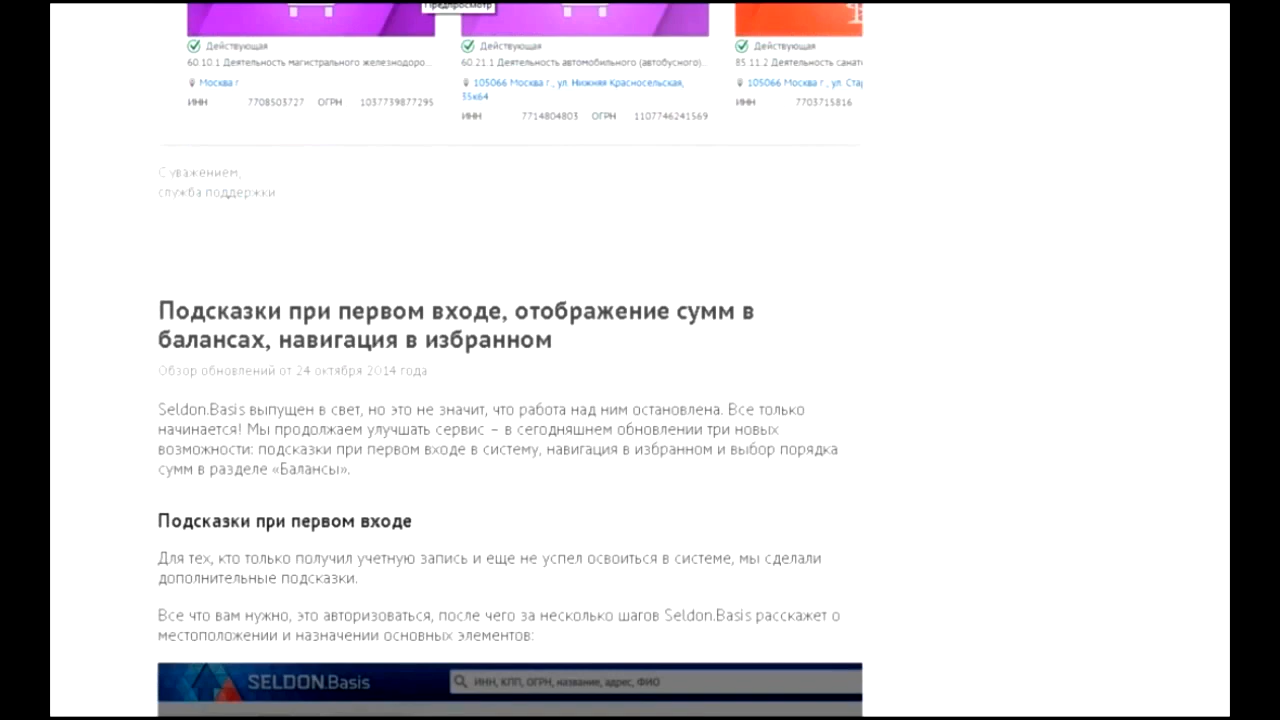 Предпросмотр
Действующая
60.10.1 Деятельность магистрального железнодоро...
Москва г
ИНН 7708503727 ОГРН 1037739877295
Действующая
60.21.1 Деятельность автомобильного (автобусного)...
105066 Москва г., ул. Нижняя Красносельская,
35к64
ИНН 7714804803 ОГРН 1107746241569
Действующая
85.11.2 Деятельность санат
105066 Москва г., ул. Стар
ИНН 7703715816
С уважением,
служба поддержки
Подсказки при первом входе, отображение сумм в
балансах, навигация в избранном
Обзор обновлений от 24 октября 2014 года
Seldon.Basis выпущен в свет, но это не значит, что работа над ним остановлена. Все только
начинается! Мы продолжаем улучшать сервис – в сегодняшнем обновлении три новых
возможности: подсказки при первом входе в систему, навигация в избранном и выбор порядка
сумм в разделе «Балансы».
Подсказки при первом входе
Для тех, кто только получил учетную запись и еще не успел освоиться в системе, мы сделали
дополнительные подсказки.
Все что вам нужно, это авторизоваться, после чего за несколько шагов Seldon.Basis расскажет о
местоположении и назначении основных элементов:
SELDON.Basis
ИНН, КПП, ОГРН, название, адрес, ФИО